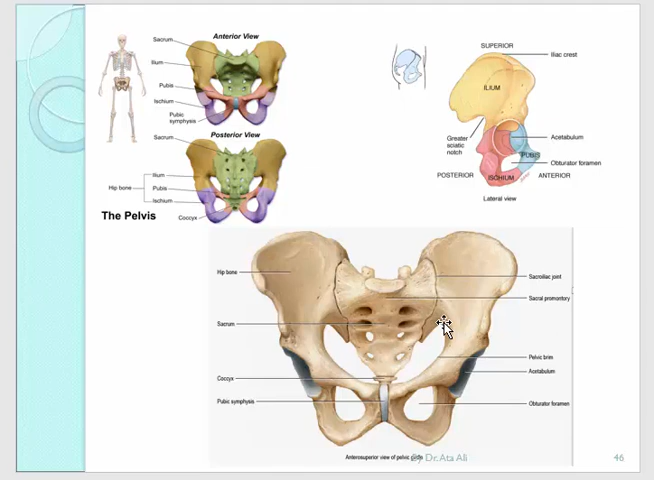 Anterior View
Sacrum
Ilium
Pubis
Ischium
Pubic
symphysis
Posterior View
Sacrum
Hip bone
Ilium
Pubis
Ischium
Coccyx
The Pelvis
SUPERIOR
Iliac crest
ILIUM
Greater
sciatic
notch
Acetabulum
PUBIS
Obturator foramen
POSTERIOR
ISCHIUM
ANTERIOR
Lateral view
Hip bone
Sacroiliac joint
Sacral promontory
Sacrum
Pelvic brim
Acetabulum
Coccyx
Pubic symphysis
Obturator foramen
Anterosuperior view of pelvic
Dr. Ata Ali
46